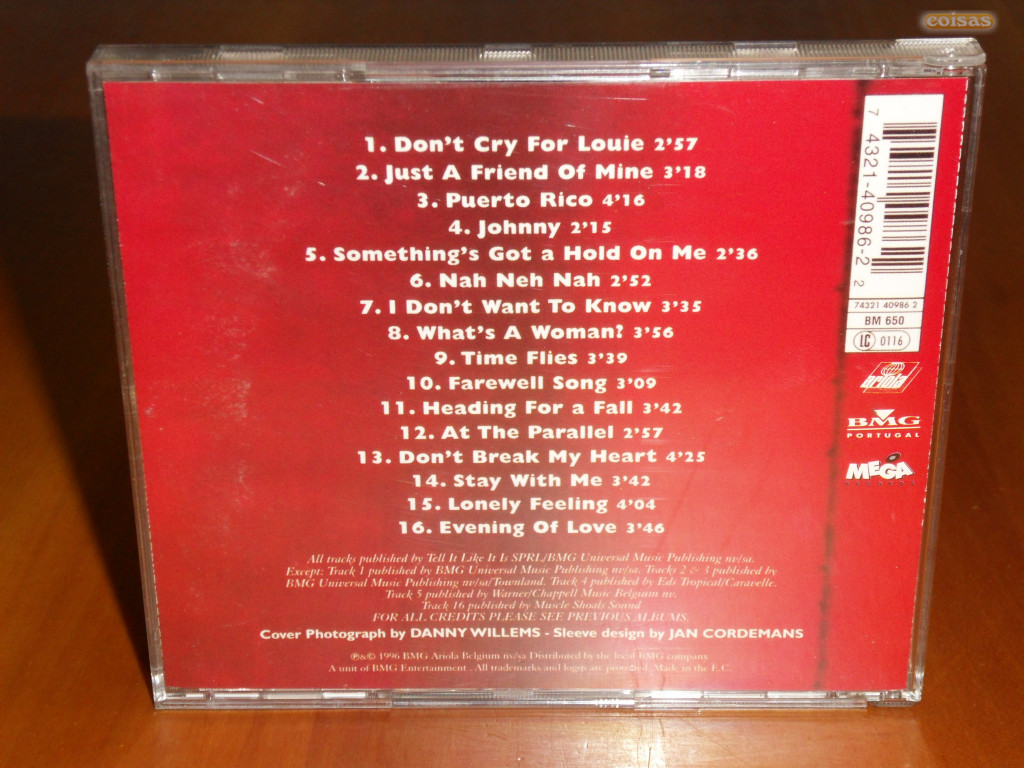 coisas
1. Don't Cry For Louie 2'57
2. Just A Friend Of Mine 3'18
3. Puerto Rico 4'16
4. Johnny 2'15
5. Something's Got a Hold On Me 2'36
6. Nah Neh Nah 2'52
7. I Don't Want To Know 3'35
8. What's A Woman? 3'56
9. Time Flies 3'39
10. Farewell Song 3'09
11. Heading For a Fall 3'42
12. At The Parallel 2'57
13. Don't Break My Heart 4'25
14. Stay With Me 3'42
15. Lonely Feeling 4'04
16. Evening Of Love 3'46
All tracks published by Tell It Like It Is SPRL/BMG Universal Music Publishing nv/sa.
Except: Track 1 published by BMG Universal Music Publishing nv/sa. Tracks 2 & 3 published by
BMG Universal Music Publishing nv/sa/Townland. Track 4 published by Eds Tropical/Caravelle.
Track 5 published by Warner/Chappell Music Belgium nv.
Track 16 published by Muscle Shoals Sound
FOR ALL CREDITS PLEASE SEE PREVIOUS ALBUMS.
Cover Photograph by DANNY WILLEMS - Sleeve design by JAN CORDEMANS
℗&© 1996 BMG Ariola Belgium nv/sa Distributed by the local BMG company
A unit of BMG Entertainment. All trademarks and logos are protected. Made in the E.C.
7 4321-40986-2 2
74321 40986 2
BM 650
LC 0116
ariola
BMG
PORTUGAL
MEGA